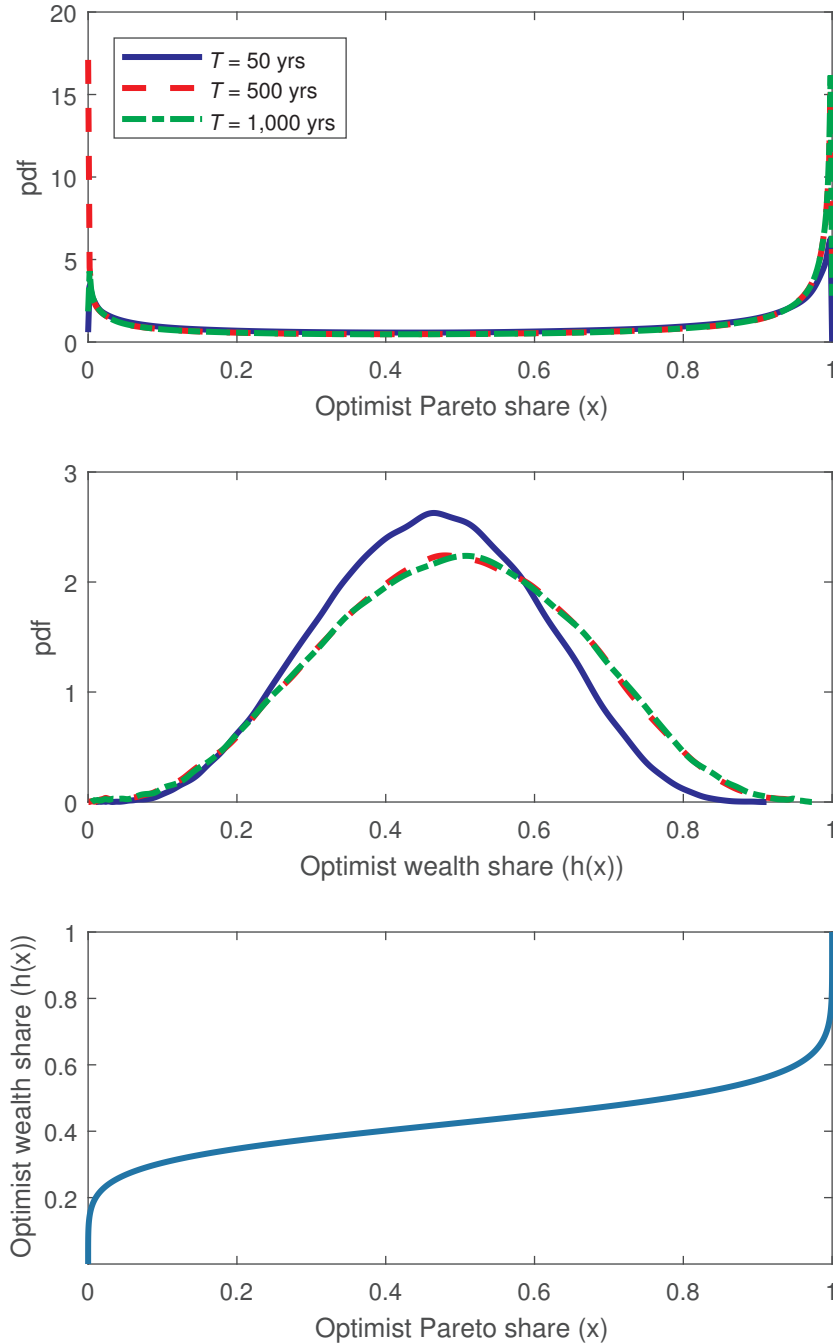 20
15
10
5
0
pdf
T = 50 yrs
T = 500 yrs
T = 1,000 yrs
0 0.2 0.4 0.6 0.8 1
Optimist Pareto share (x)
3
2
1
0
pdf
0 0.2 0.4 0.6 0.8 1
Optimist wealth share (h(x))
1
0.8
0.6
0.4
0.2
Optimist wealth share (h(x))
0 0.2 0.4 0.6 0.8 1
Optimist Pareto share (x)